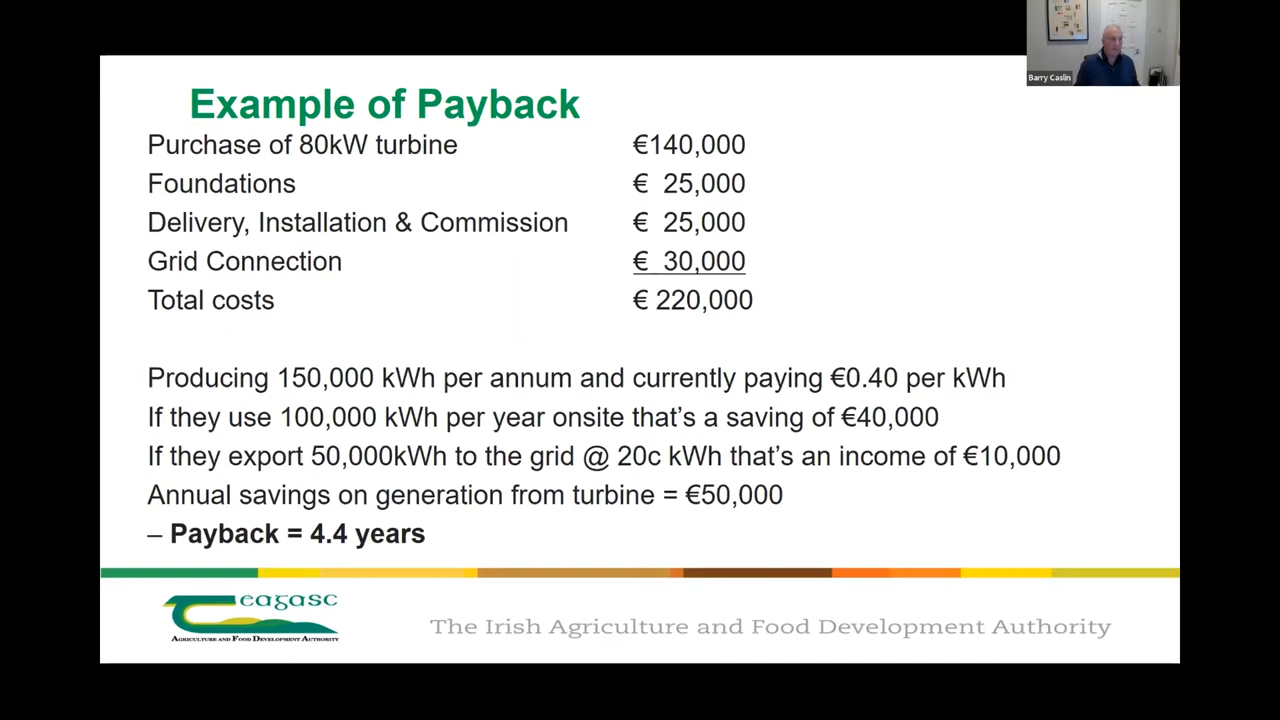 Barry Caslin
Example of Payback
Purchase of 80kW turbine €140,000
Foundations € 25,000
Delivery, Installation & Commission € 25,000
Grid Connection € 30,000
Total costs € 220,000
Producing 150,000 kWh per annum and currently paying €0.40 per kWh
If they use 100,000 kWh per year onsite that's a saving of €40,000
If they export 50,000kWh to the grid @ 20c kWh that's an income of €10,000
Annual savings on generation from turbine = €50,000
– Payback = 4.4 years
Teagasc
AGRICULTURE AND FOOD DEVELOPMENT AUTHORITY
The Irish Agriculture and Food Development Authority